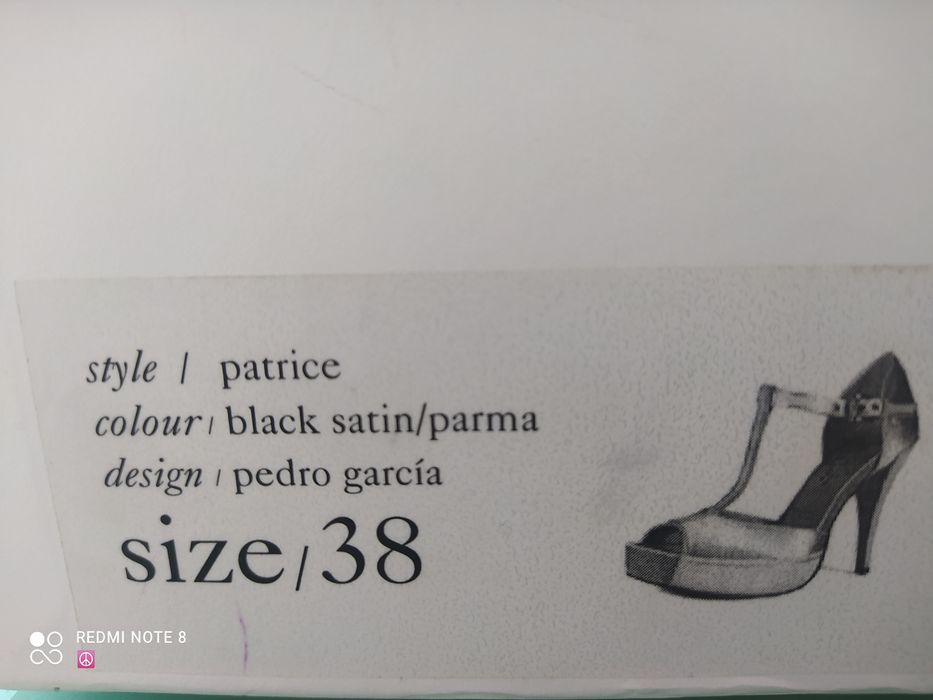 style / patrice
colour / black satin/parma
design / pedro garcía
size/38
REDMI NOTE 8